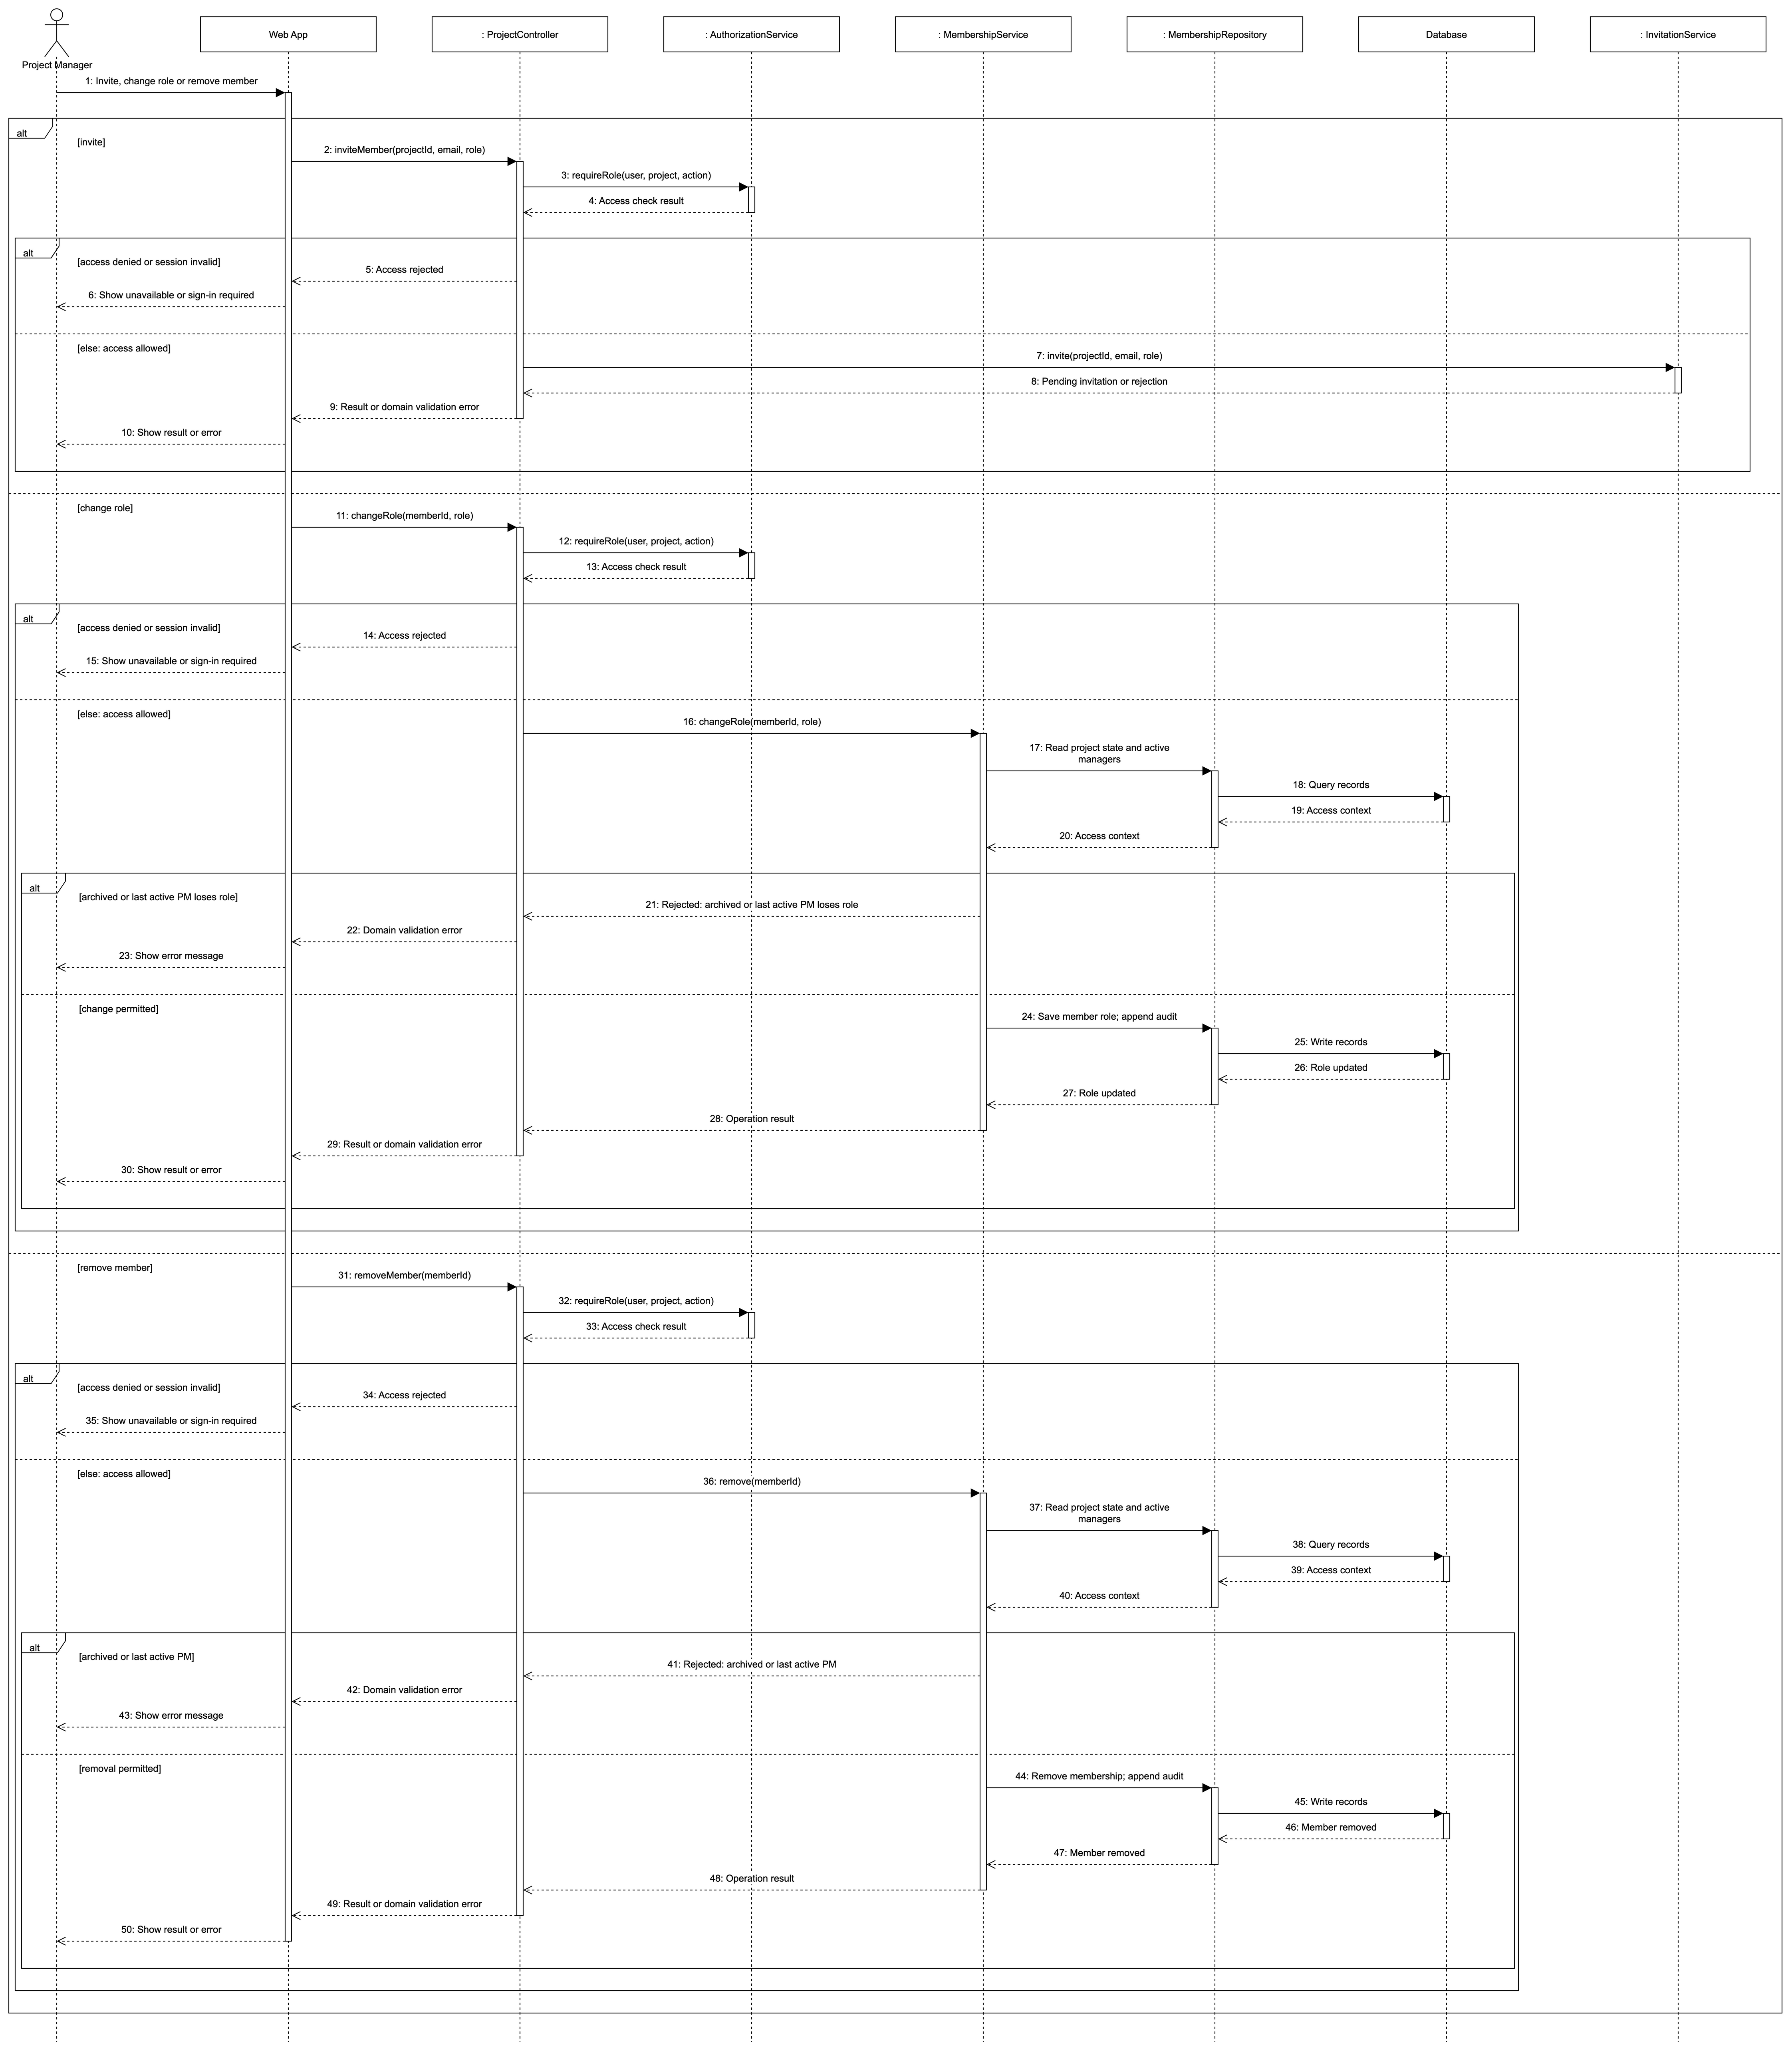 Project Manager
Web App
: ProjectController
: AuthorizationService
: MembershipService
: MembershipRepository
Database
: InvitationService
1: Invite, change role or remove member
alt
[invite]
2: inviteMember(projectId, email, role)
3: requireRole(user, project, action)
4: Access check result
alt
[access denied or session invalid]
5: Access rejected
6: Show unavailable or sign-in required
[else: access allowed]
7: invite(projectId, email, role)
8: Pending invitation or rejection
9: Result or domain validation error
10: Show result or error
[change role]
11: changeRole(memberId, role)
12: requireRole(user, project, action)
13: Access check result
alt
[access denied or session invalid]
14: Access rejected
15: Show unavailable or sign-in required
[else: access allowed]
16: changeRole(memberId, role)
17: Read project state and active
managers
18: Query records
19: Access context
20: Access context
alt
[archived or last active PM loses role]
21: Rejected: archived or last active PM loses role
22: Domain validation error
23: Show error message
[change permitted]
24: Save member role; append audit
25: Write records
26: Role updated
27: Role updated
28: Operation result
29: Result or domain validation error
30: Show result or error
[remove member]
31: removeMember(memberId)
32: requireRole(user, project, action)
33: Access check result
alt
[access denied or session invalid]
34: Access rejected
35: Show unavailable or sign-in required
[else: access allowed]
36: remove(memberId)
37: Read project state and active
managers
38: Query records
39: Access context
40: Access context
alt
[archived or last active PM]
41: Rejected: archived or last active PM
42: Domain validation error
43: Show error message
[removal permitted]
44: Remove membership; append audit
45: Write records
46: Member removed
47: Member removed
48: Operation result
49: Result or domain validation error
50: Show result or error